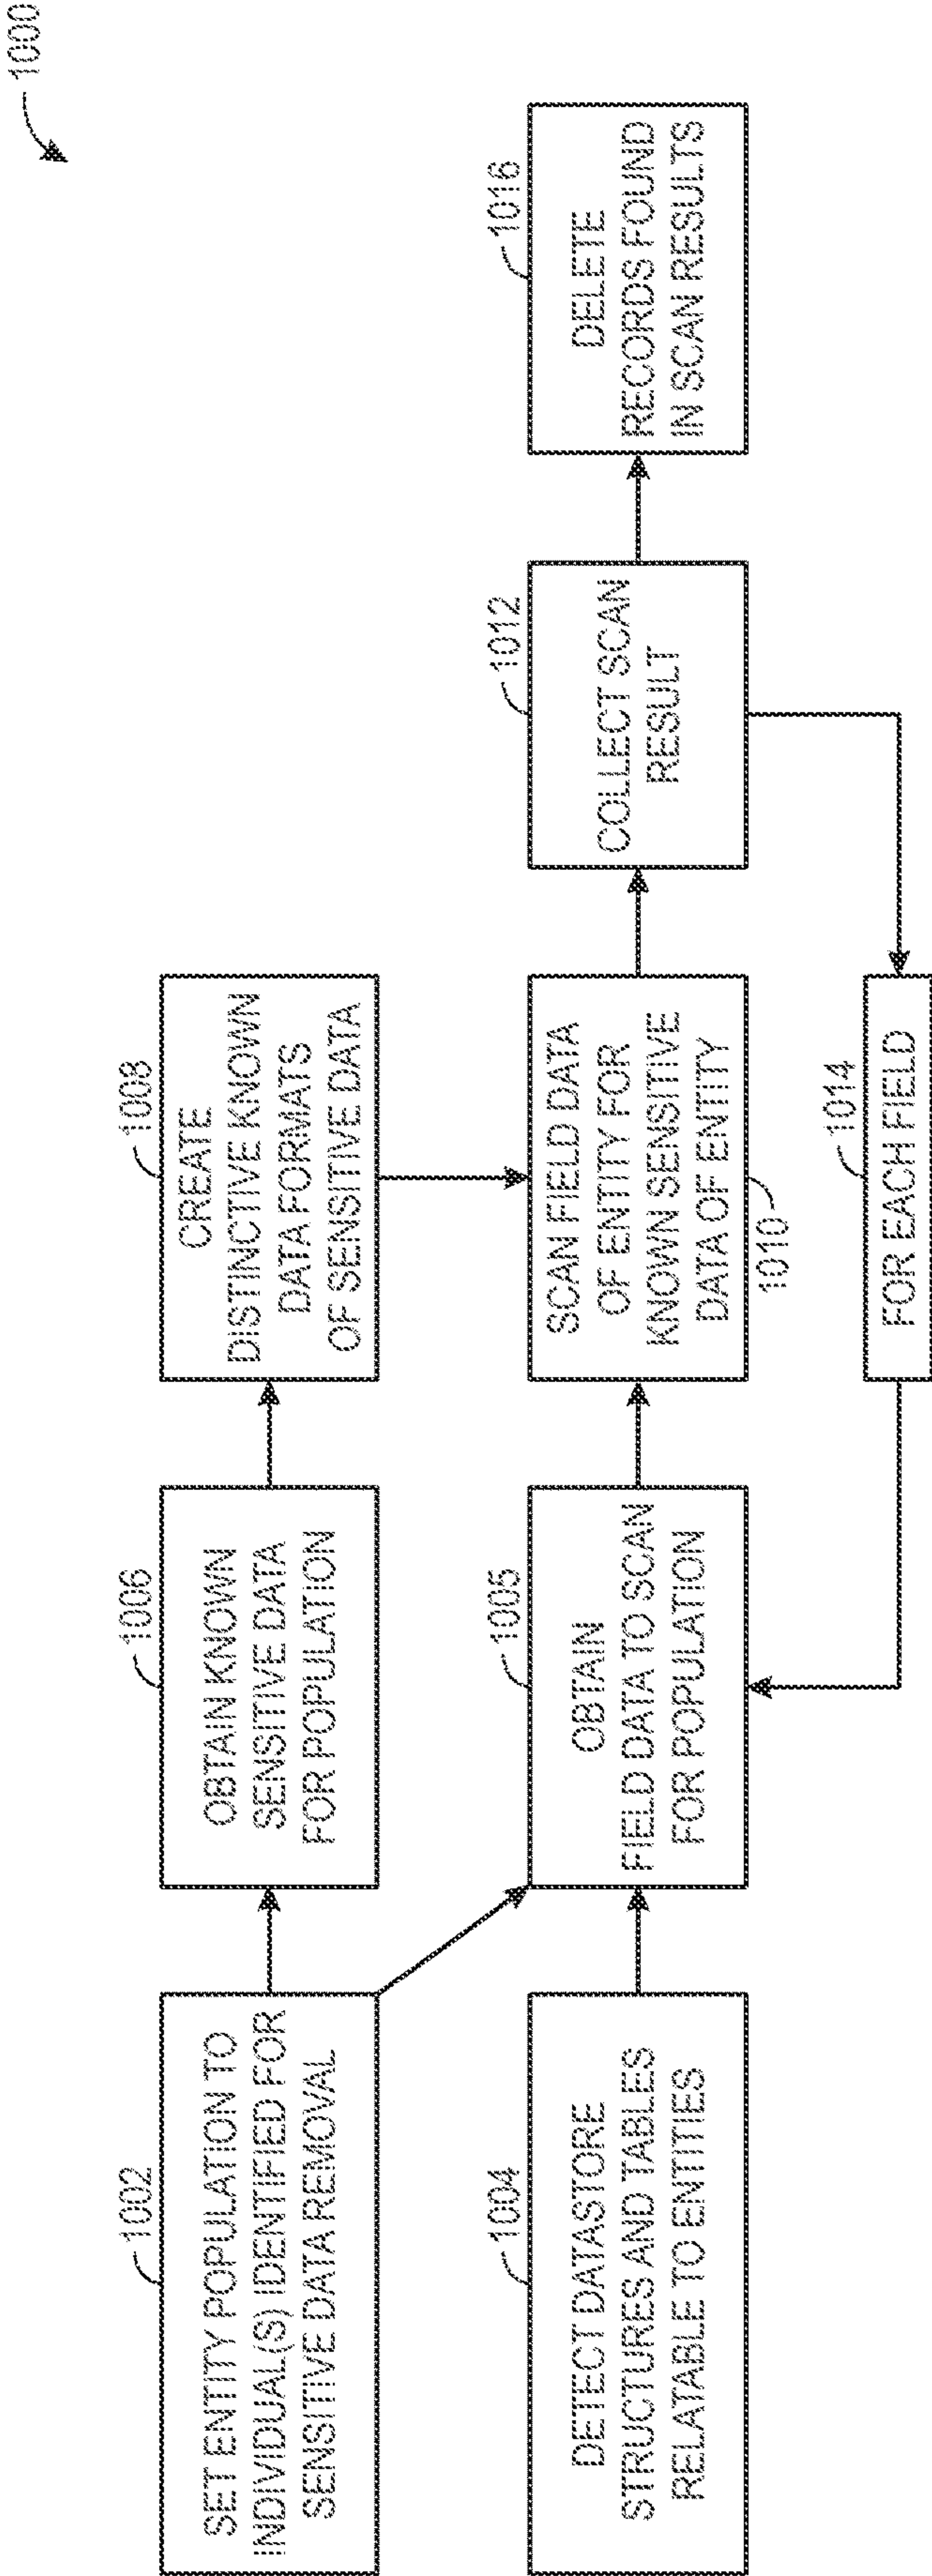 1000
1002
SET ENTITY POPULATION TO
INDIVIDUAL(S) IDENTIFIED FOR
SENSITIVE DATA REMOVAL
1006
OBTAIN KNOWN
SENSITIVE DATA
FOR POPULATION
1008
CREATE
DISTINCTIVE KNOWN
DATA FORMATS
OF SENSITIVE DATA
1004
DETECT DATASTORE
STRUCTURES AND TABLES
RELATABLE TO ENTITIES
1005
OBTAIN
FIELD DATA TO SCAN
FOR POPULATION
SCAN FIELD DATA
OF ENTITY FOR
KNOWN SENSITIVE
DATA OF ENTITY
1010
1012
COLLECT SCAN
RESULT
1016
DELETE
RECORDS FOUND
IN SCAN RESULTS
1014
FOR EACH FIELD